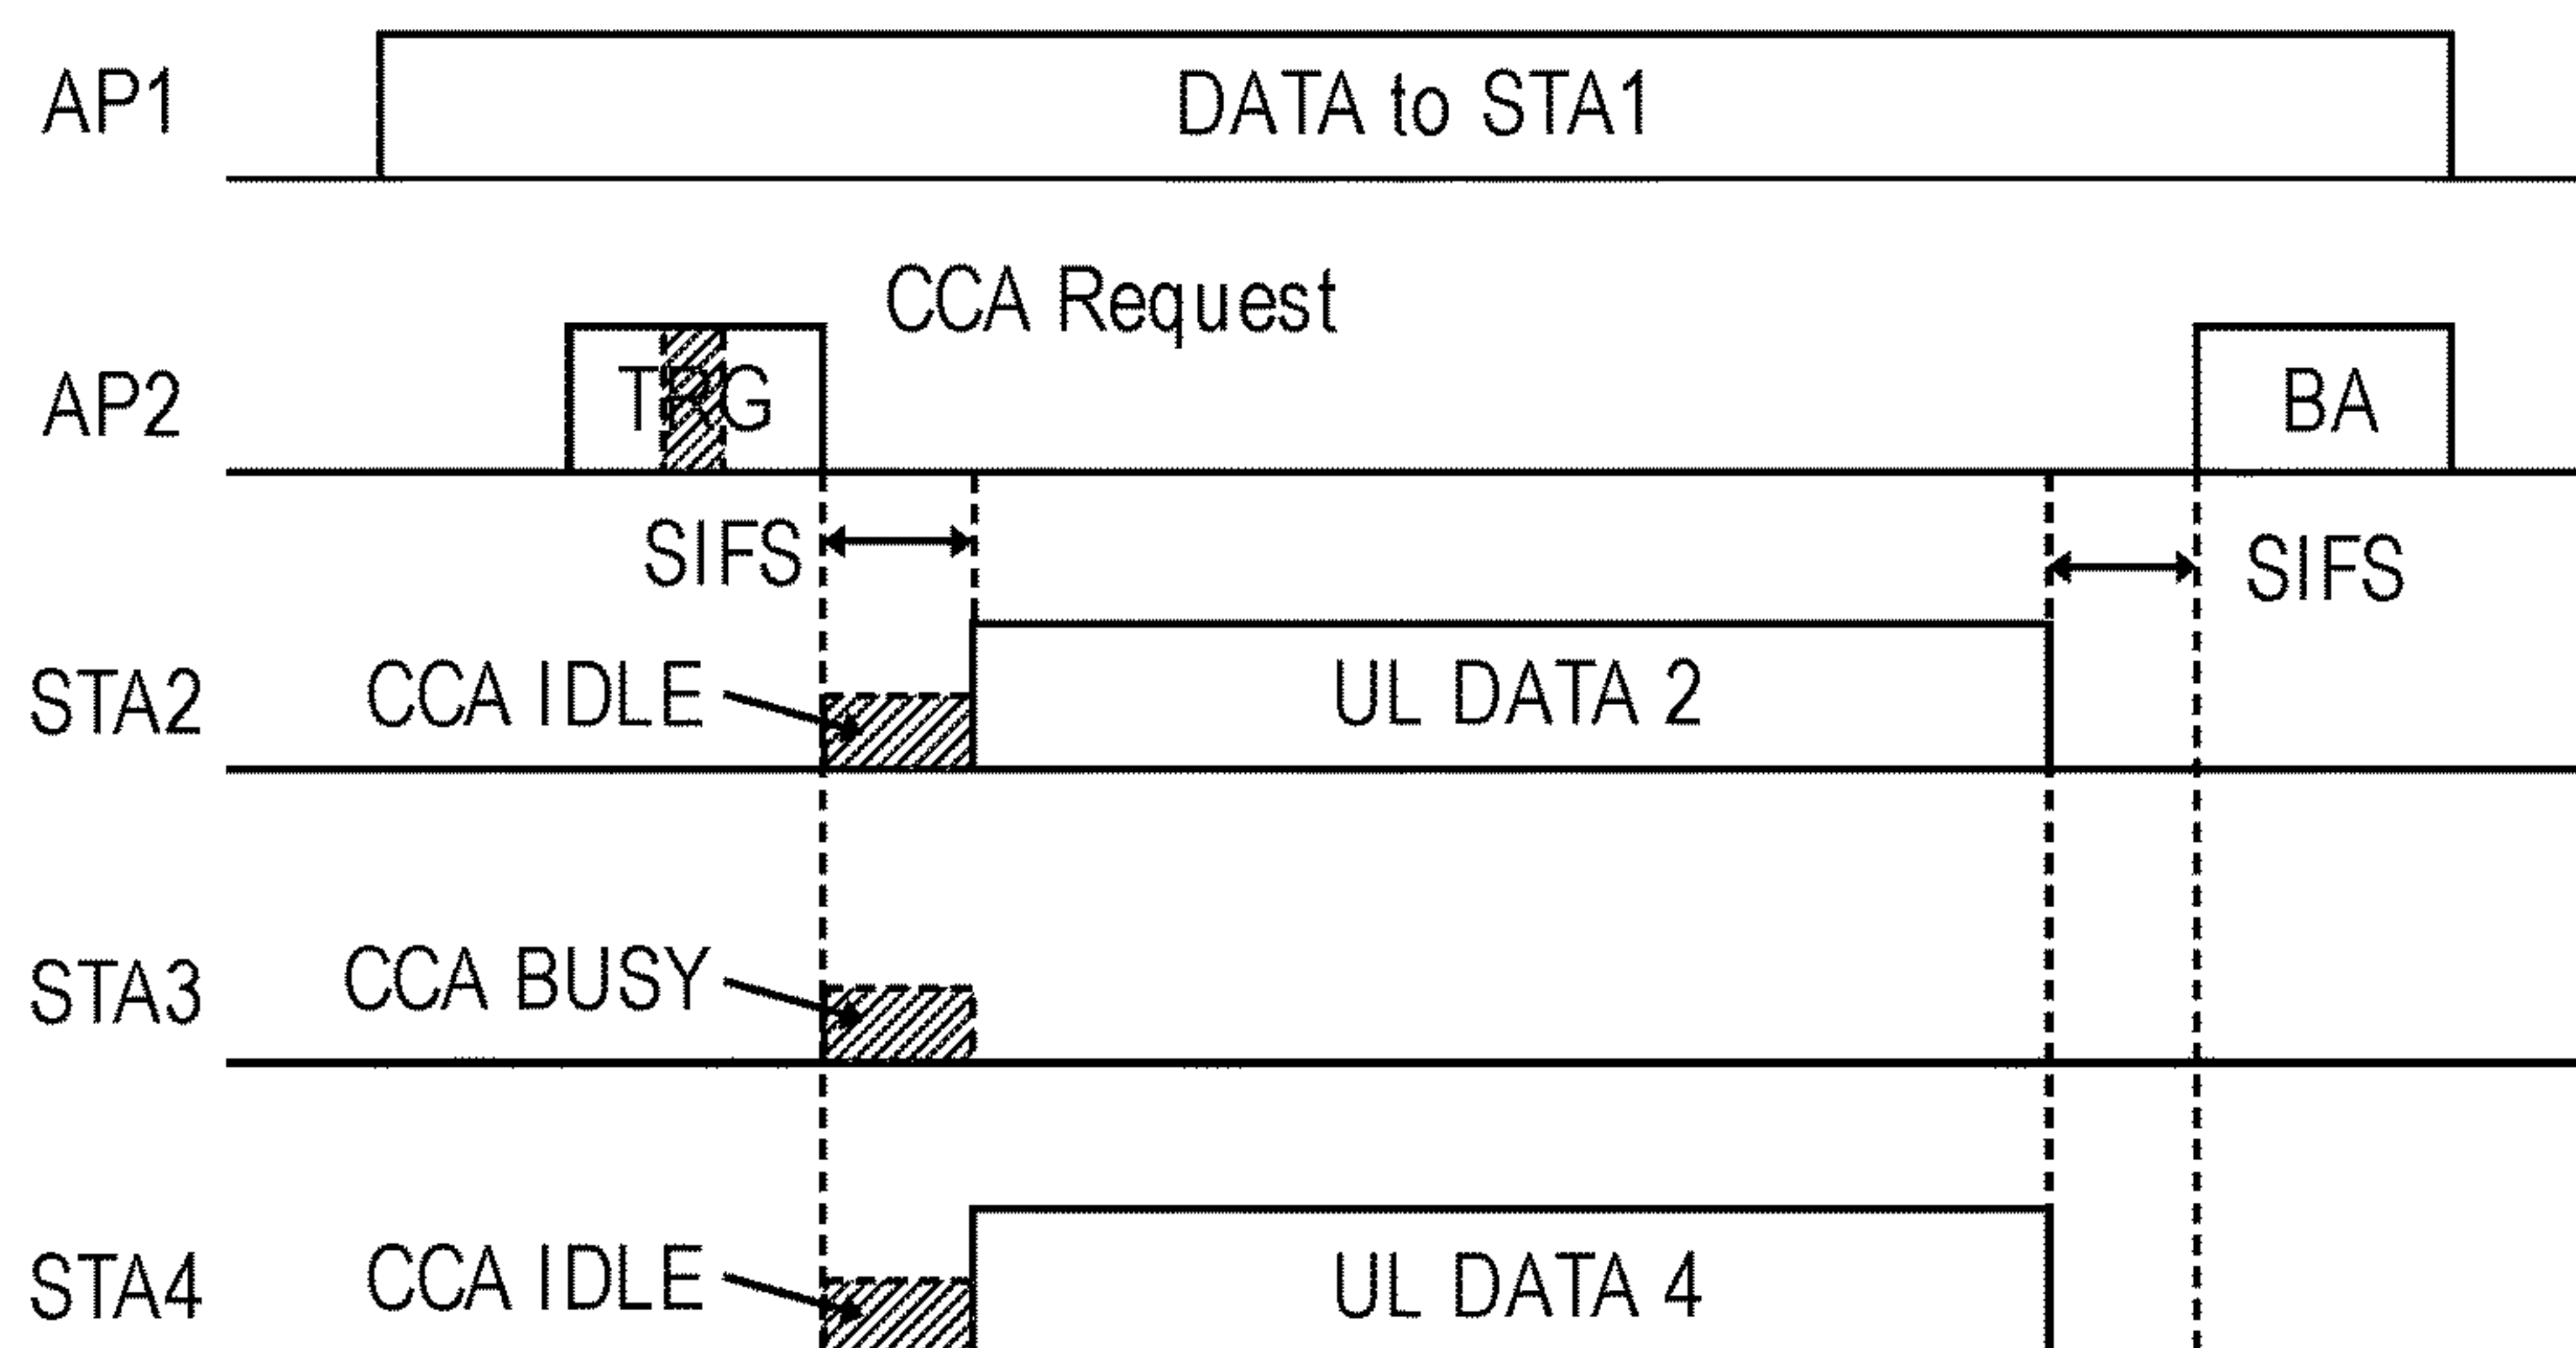 AP1
DATA to STA1
CCA Request
AP2
TRG
BA
SIFS
SIFS
STA2
CCA IDLE
UL DATA 2
STA3
CCA BUSY
STA4
CCA IDLE
UL DATA 4